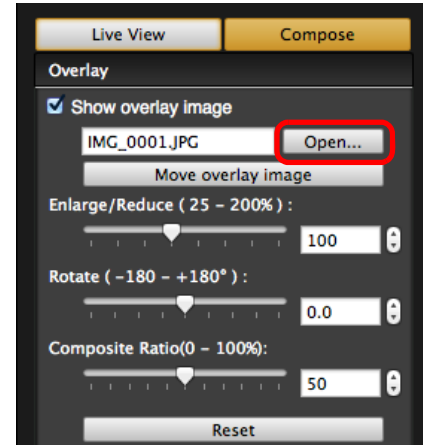 Live View Compose
Overlay
Show overlay image
IMG_0001.JPG Open...
Move overlay image
Enlarge/Reduce ( 25 – 200% ) :
100
Rotate ( –180 – +180° ) :
0.0
Composite Ratio(0 – 100%):
50
Reset